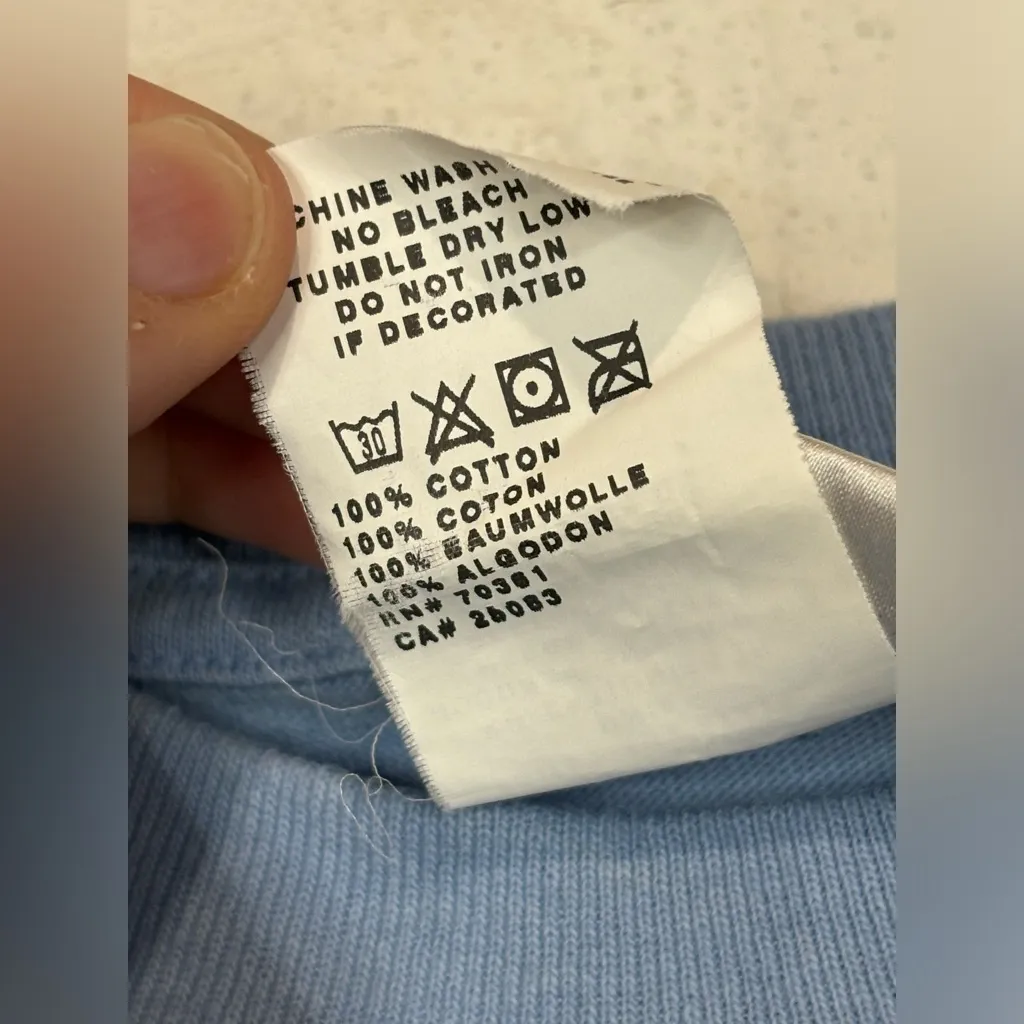 CHINE WASH
NO BLEACH
TUMBLE DRY LOW
DO NOT IRON
IF DECORATED
30
100% COTTON
100% COTON
100% BAUMWOLLE
100% ALGODON
RN# 70361
CA# 25083